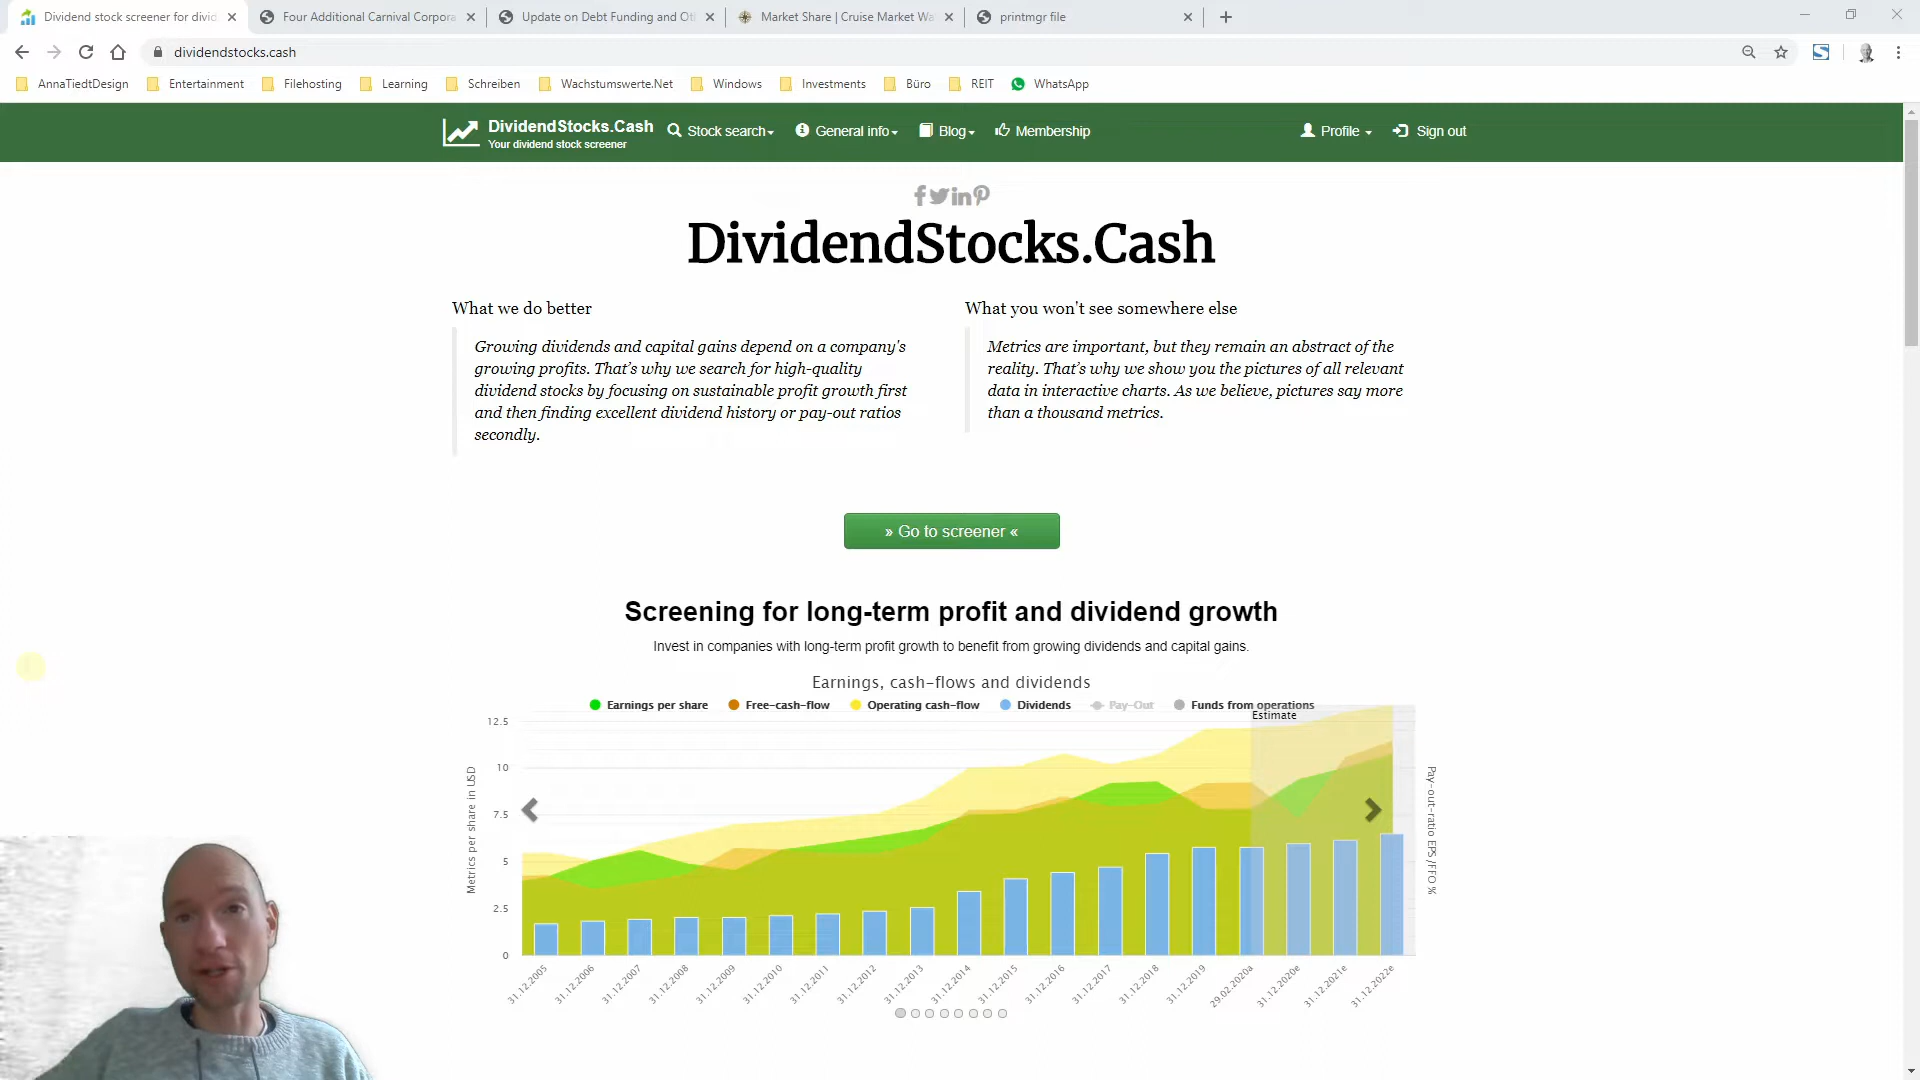 Dividend stock screener for divid
Four Additional Carnival Corpora
Update on Debt Funding and Ot
Market Share | Cruise Market Wa
printmgr file
dividendstocks.cash
AnnaTiedtDesign
Entertainment
Filehosting
Learning
Schreiben
Wachstumswerte.Net
Windows
Investments
Büro
REIT
WhatsApp
DividendStocks.Cash
Your dividend stock screener
Stock search
General info
Blog
Membership
Profile
Sign out
DividendStocks.Cash
What we do better
Growing dividends and capital gains depend on a company's
growing profits. That's why we search for high-quality
dividend stocks by focusing on sustainable profit growth first
and then finding excellent dividend history or pay-out ratios
secondly.
What you won't see somewhere else
Metrics are important, but they remain an abstract of the
reality. That's why we show you the pictures of all relevant
data in interactive charts. As we believe, pictures say more
than a thousand metrics.
» Go to screener «
Screening for long-term profit and dividend growth
Invest in companies with long-term profit growth to benefit from growing dividends and capital gains.
Earnings, cash-flows and dividends
Earnings per share
Free-cash-flow
Operating cash-flow
Dividends
Pay-Out
Funds from operations
Estimate
Metrics per share in USD
12.5
10
7.5
5
2.5
0
Pay-out-ratio EPS /FFO %
31.12.2005
31.12.2006
31.12.2007
31.12.2008
31.12.2009
31.12.2010
31.12.2011
31.12.2012
31.12.2013
31.12.2014
31.12.2015
31.12.2016
31.12.2017
31.12.2018
31.12.2019
29.02.2020a
31.12.2020e
31.12.2021e
31.12.2022e